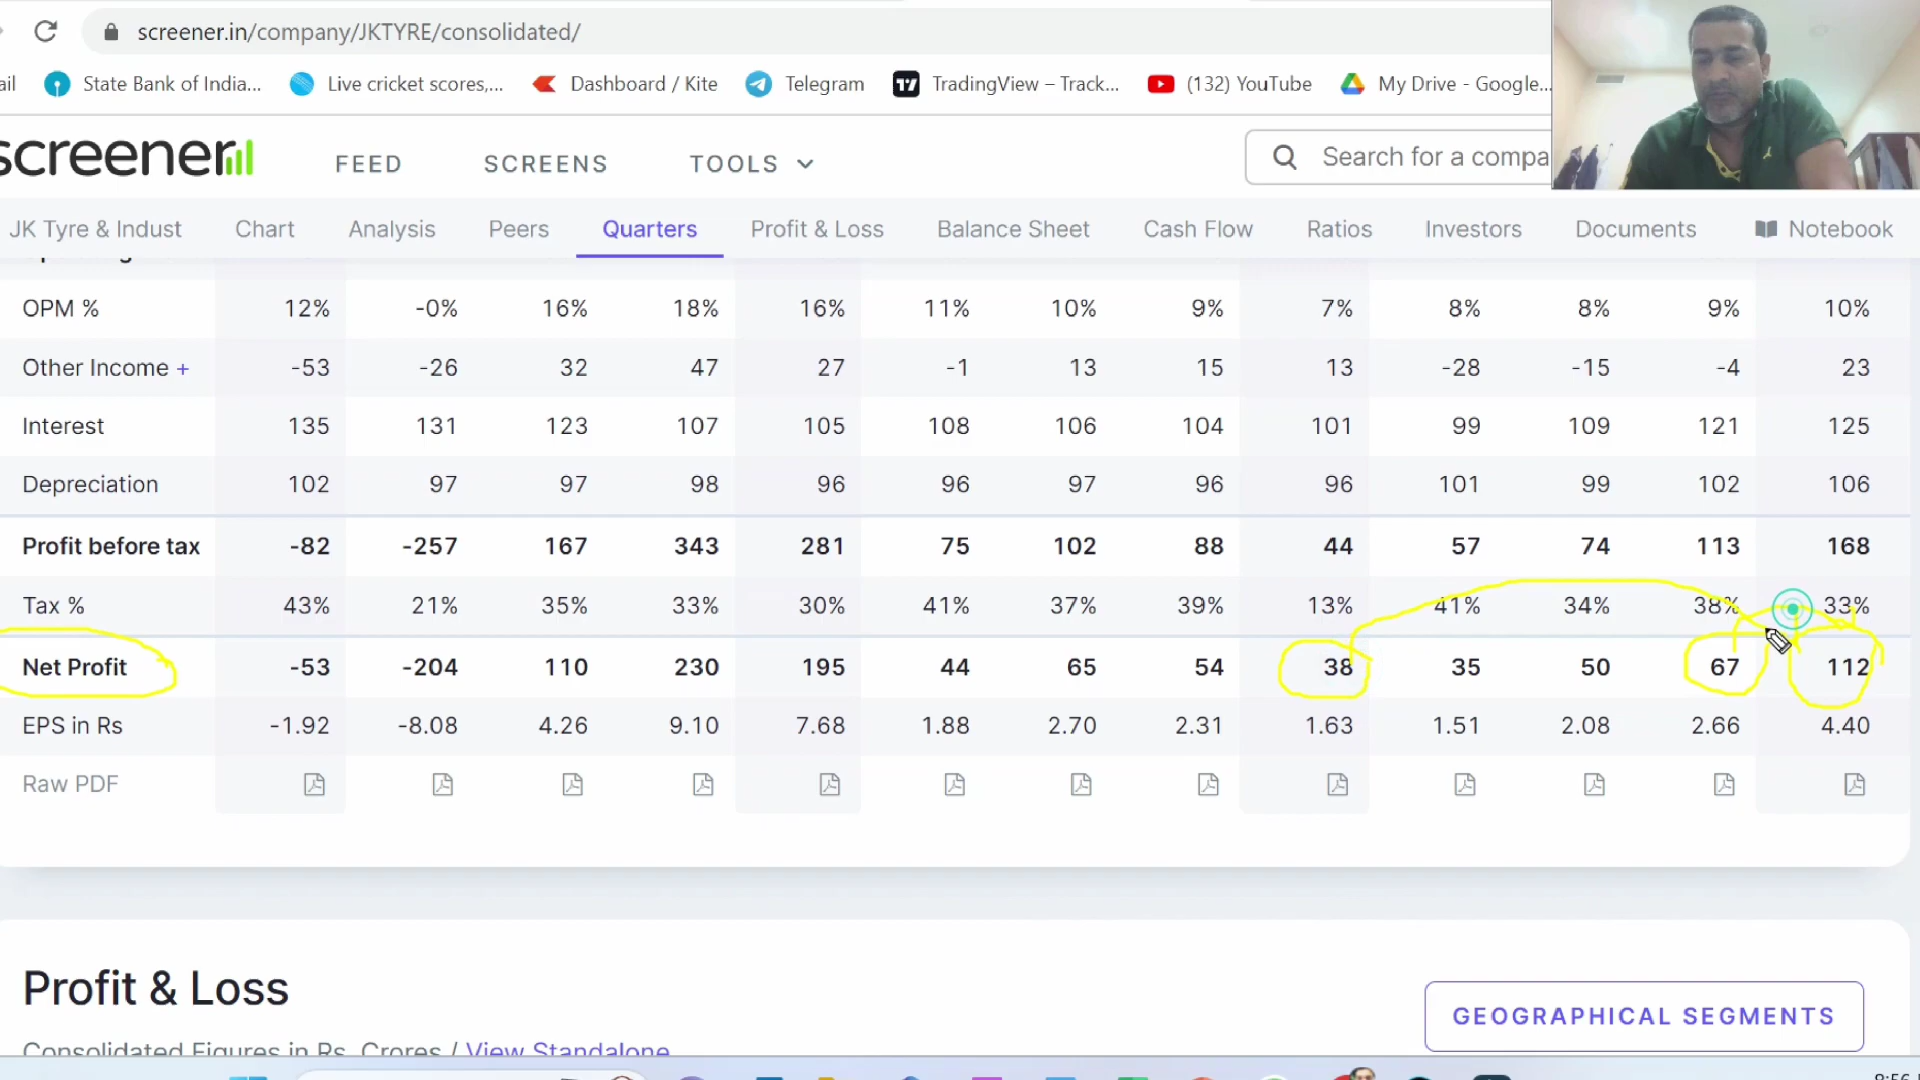 screener.in/company/JKTYRE/consolidated/
ail State Bank of India... Live cricket scores,... Dashboard / Kite Telegram TradingView – Track... (132) YouTube My Drive - Google...
screener FEED SCREENS TOOLS Search for a compa
JK Tyre & Indust Chart Analysis Peers Quarters Profit & Loss Balance Sheet Cash Flow Ratios Investors Documents Notebook
OPM % 12% -0% 16% 18% 16% 11% 10% 9% 7% 8% 8% 9% 10%
Other Income + -53 -26 32 47 27 -1 13 15 13 -28 -15 -4 23
Interest 135 131 123 107 105 108 106 104 101 99 109 121 125
Depreciation 102 97 97 98 96 96 97 96 96 101 99 102 106
Profit before tax -82 -257 167 343 281 75 102 88 44 57 74 113 168
Tax % 43% 21% 35% 33% 30% 41% 37% 39% 13% 41% 34% 38% 33%
Net Profit -53 -204 110 230 195 44 65 54 38 35 50 67 112
EPS in Rs -1.92 -8.08 4.26 9.10 7.68 1.88 2.70 2.31 1.63 1.51 2.08 2.66 4.40
Raw PDF
Profit & Loss
GEOGRAPHICAL SEGMENTS
Consolidated Figures in Rs. Crores / View Standalone